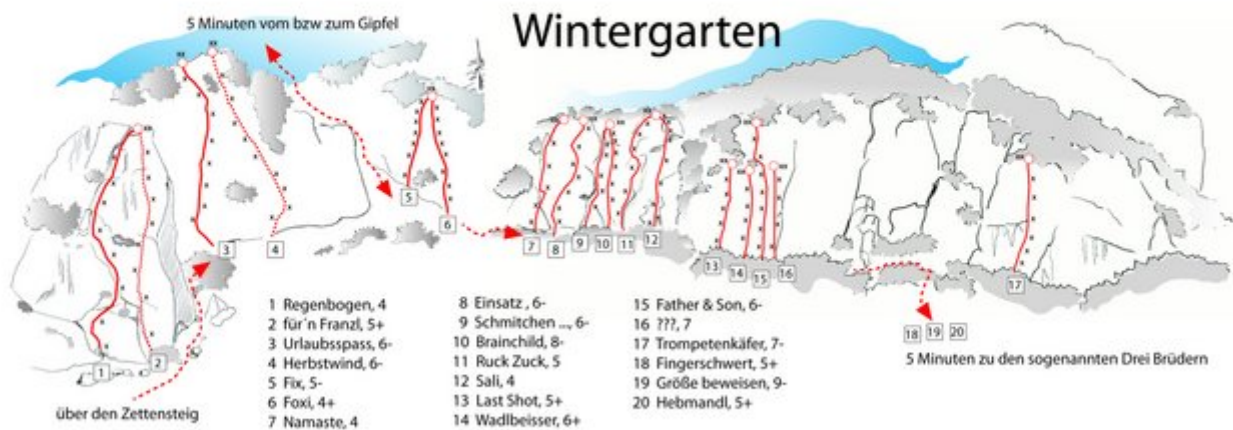 5 Minuten vom bzw zum Gipfel
Wintergarten
1 Regenbogen, 4
2 für´n Franzl, 5+
3 Urlaubsspass, 6-
4 Herbstwind, 6-
5 Fix, 5-
6 Foxi, 4+
7 Namaste, 4
8 Einsatz , 6-
9 Schmitchen ..., 6-
10 Brainchild, 8-
11 Ruck Zuck, 5
12 Sali, 4
13 Last Shot, 5+
14 Wadlbeisser, 6+
15 Father & Son, 6-
16 ???, 7
17 Trompetenkäfer, 7-
18 Fingerschwert, 5+
19 Größe beweisen, 9-
20 Hebmandl, 5+
über den Zettensteig
5 Minuten zu den sogenannten Drei Brüdern
1
2
3
4
5
6
7
8
9
10
11
12
13
14
15
16
17
18 19 20